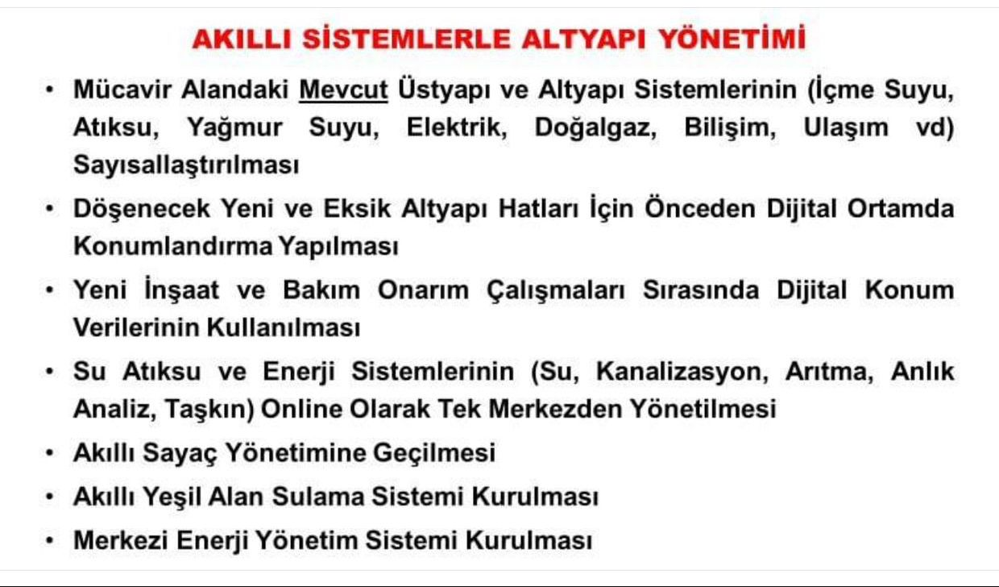 AKILLI SİSTEMLERLE ALTYAPI YÖNETİMİ
• Mücavir Alandaki Mevcut Üstyapı ve Altyapı Sistemlerinin (İçme Suyu,
Atıksu, Yağmur Suyu, Elektrik, Doğalgaz, Bilişim, Ulaşım vd)
Sayısallaştırılması
• Döşenecek Yeni ve Eksik Altyapı Hatları İçin Önceden Dijital Ortamda
Konumlandırma Yapılması
• Yeni İnşaat ve Bakım Onarım Çalışmaları Sırasında Dijital Konum
Verilerinin Kullanılması
• Su Atıksu ve Enerji Sistemlerinin (Su, Kanalizasyon, Arıtma, Anlık
Analiz, Taşkın) Online Olarak Tek Merkezden Yönetilmesi
• Akıllı Sayaç Yönetimine Geçilmesi
• Akıllı Yeşil Alan Sulama Sistemi Kurulması
• Merkezi Enerji Yönetim Sistemi Kurulması